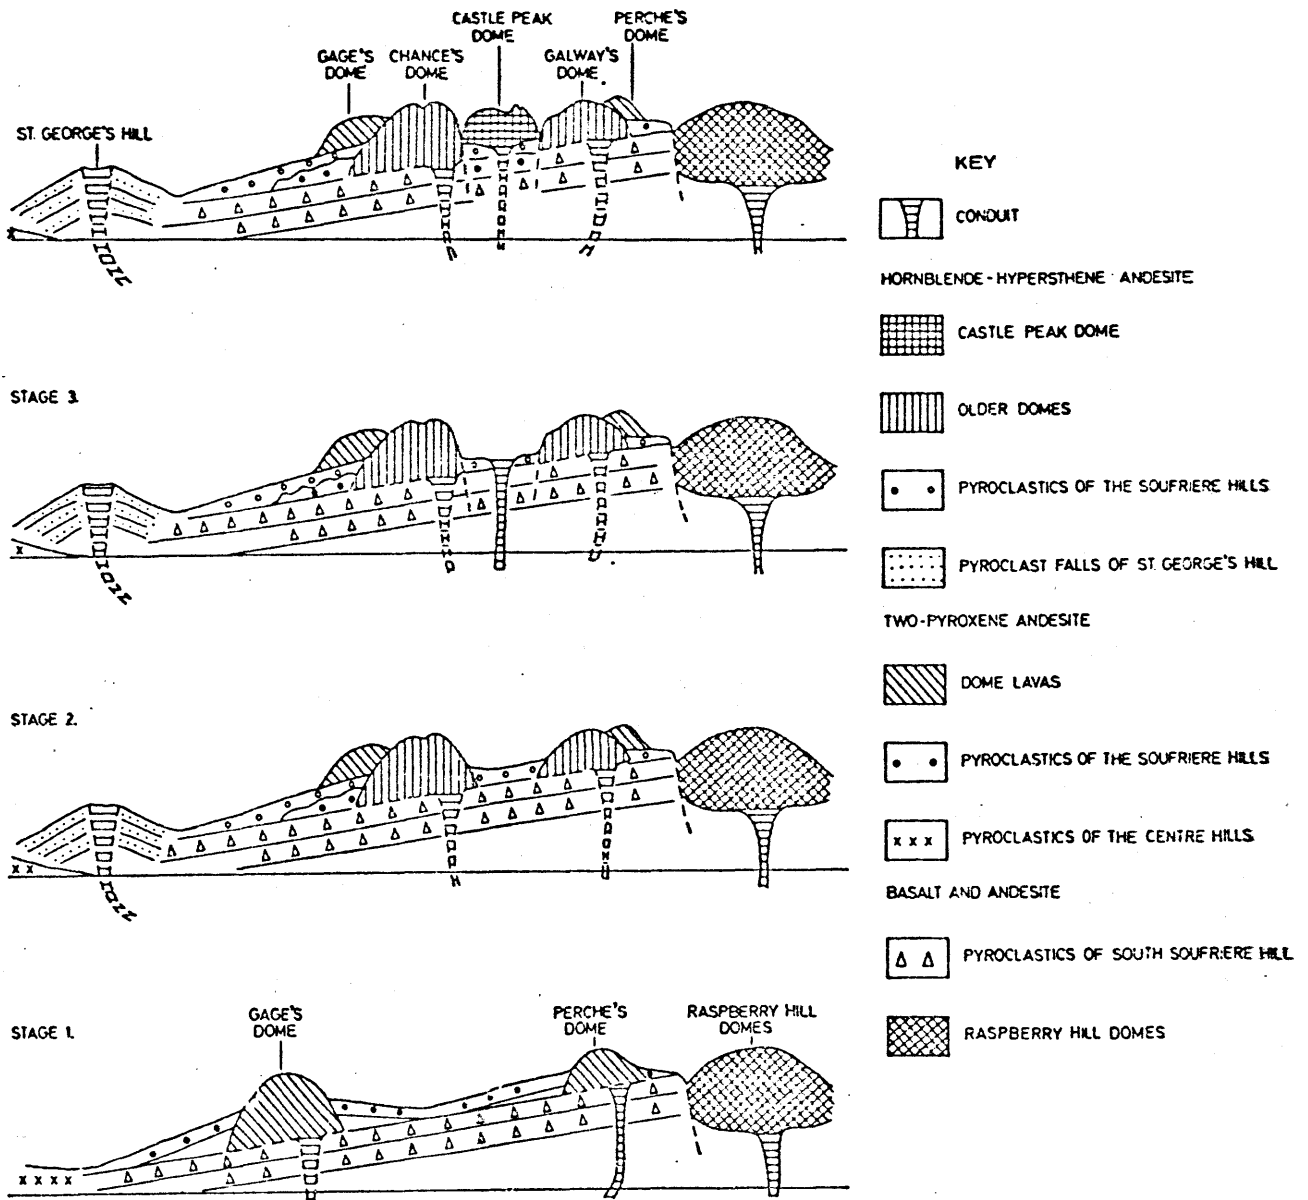 CASTLE PEAK
DOME
PERCHE'S
DOME
GAGE'S
DOME
CHANCE'S
DOME
GALWAY'S
DOME
ST. GEORGE'S HILL
KEY
CONDUIT
HORNBLENDE-HYPERSTHENE ANDESITE
CASTLE PEAK DOME
OLDER DOMES
PYROCLASTICS OF THE SOUFRIERE HILLS
PYROCLAST FALLS OF ST. GEORGE'S HILL
TWO-PYROXENE ANDESITE
DOME LAVAS
PYROCLASTICS OF THE SOUFRIERE HILLS
x x x
PYROCLASTICS OF THE CENTRE HILLS
BASALT AND ANDESITE
PYROCLASTICS OF SOUTH SOUFRIERE HILL
RASPBERRY HILL DOMES
STAGE 3.
x
STAGE 2.
x x
STAGE 1.
GAGE'S
DOME
PERCHE'S
DOME
RASPBERRY HILL
DOMES
x x x x